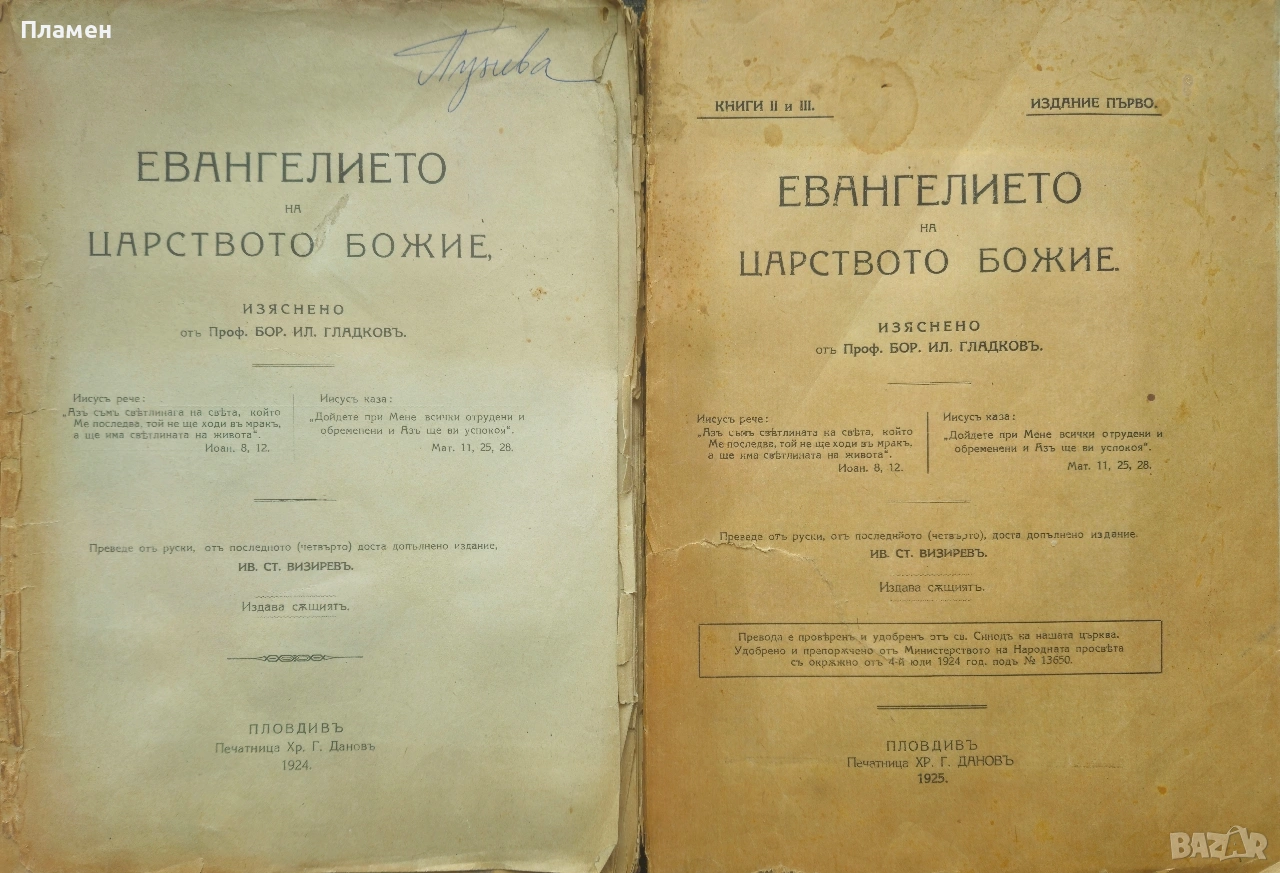 Пламен
Пунева
ЕВАНГЕЛИЕТО
НА
ЦАРСТВОТО БОЖИЕ,
ИЗЯСНЕНО
отъ Проф. БОР. ИЛ. ГЛАДКОВЪ.
Иисусъ рече:
„Азъ съмъ свѣтлината на свѣта, който
Ме последва, той не ще ходи въ мракъ,
а ще има свѣтлината на живота“.
Иоан. 8, 12.
Иисусъ каза:
„Дойдете при Мене всички отрудени и
обременени и Азъ ще ви успокоя“.
Мат. 11, 25, 28.
Преведе отъ руски, отъ последното (четвърто) доста допълнено издание,
ИВ. СТ. ВИЗИРЕВЪ.
Издава сѫщиятъ.
ПЛОВДИВЪ
Печатница Хр. Г. Дановъ
1924.
КНИГИ II и III.
ИЗДАНИЕ ПЪРВО.
ЕВАНГЕЛИЕТО
НА
ЦАРСТВОТО БОЖИЕ.
ИЗЯСНЕНО
отъ Проф. БОР. ИЛ. ГЛАДКОВЪ.
Иисусъ рече:
„Азъ съмъ свѣтлината на свѣта, който
Ме последва, той не ще ходи въ мракъ,
а ще има свѣтлината на живота“.
Иоан. 8, 12.
Иисусъ каза:
„Дойдете при Мене всички отрудени и
обременени и Азъ ще ви успокоя“.
Мат. 11, 25, 28.
Преведе отъ руски, отъ последнйото (четвърто), доста допълнено издание.
ИВ. СТ. ВИЗИРЕВЪ.
Издава сѫщиятъ.
Превода е провѣренъ и удобренъ отъ св. Синодъ на нашата църква.
Удобрено и препорѫчено отъ Министерството на Народната просвѣта
съ окрѫжно отъ 4-й юли 1924 год. подъ № 13650.
ПЛОВДИВЪ
Печатница ХР. Г. ДАНОВЪ
1925.
BAZAR